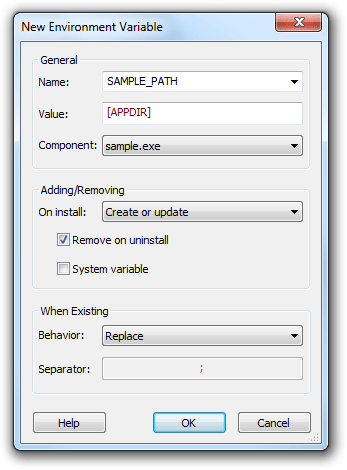 New Environment Variable
General
Name: SAMPLE_PATH
Value: [APPDIR]
Component: sample.exe
Adding/Removing
On install: Create or update
Remove on uninstall
System variable
When Existing
Behavior: Replace
Separator: ;
Help OK Cancel